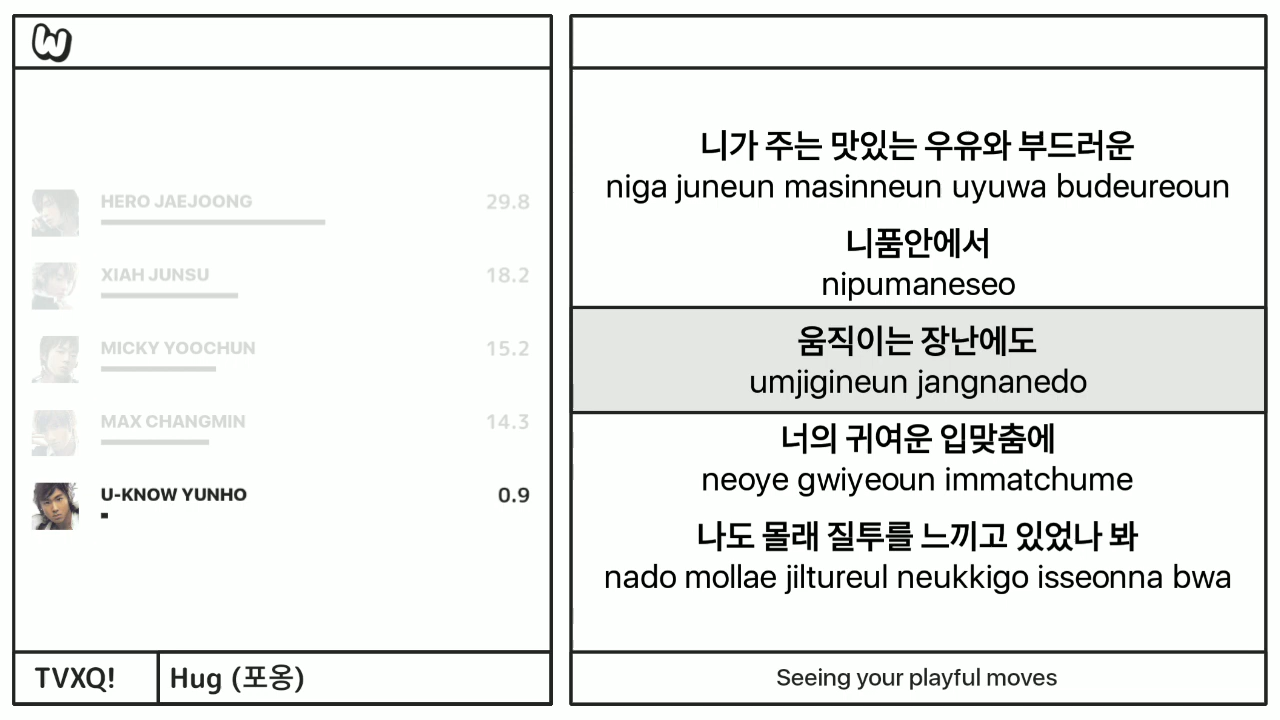 W
HERO JAEJOONG 29.8
XIAH JUNSU 18.2
MICKY YOOCHUN 15.2
MAX CHANGMIN 14.3
U-KNOW YUNHO 0.9
TVXQ! Hug (포옹)
니가 주는 맛있는 우유와 부드러운
niga juneun masinneun uyuwa budeureoun
니품안에서
nipumaneseo
움직이는 장난에도
umjigineun jangnanedo
너의 귀여운 입맞춤에
neoye gwiyeoun immatchume
나도 몰래 질투를 느끼고 있었나 봐
nado mollae jiltureul neukkigo isseonna bwa
Seeing your playful moves